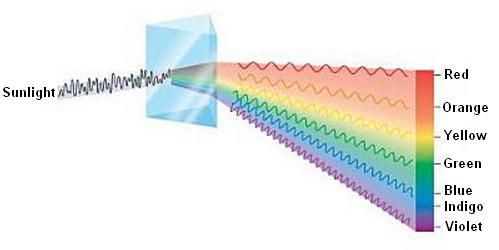 Sunlight
Red
Orange
Yellow
Green
Blue
Indigo
Violet